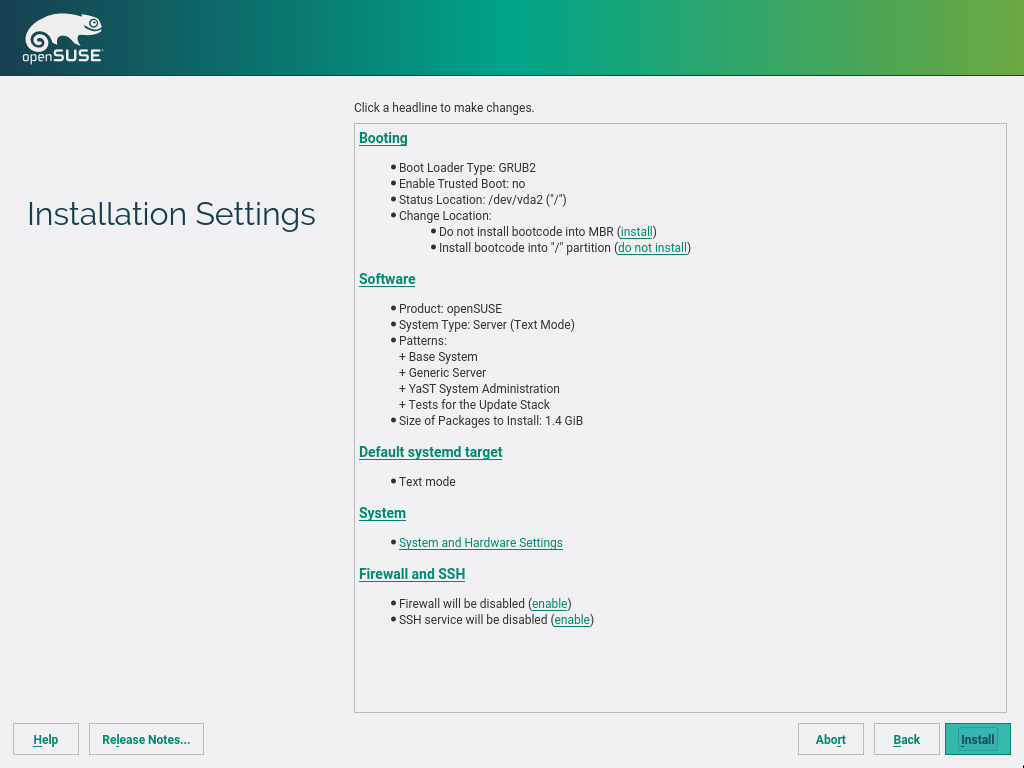 openSUSE
Click a headline to make changes.
Installation Settings
Booting
Boot Loader Type: GRUB2
Enable Trusted Boot: no
Status Location: /dev/vda2 ("/")
Change Location:
Do not install bootcode into MBR (install)
Install bootcode into "/" partition (do not install)
Software
Product: openSUSE
System Type: Server (Text Mode)
Patterns:
+ Base System
+ Generic Server
+ YaST System Administration
+ Tests for the Update Stack
Size of Packages to Install: 1.4 GiB
Default systemd target
Text mode
System
System and Hardware Settings
Firewall and SSH
Firewall will be disabled (enable)
SSH service will be disabled (enable)
Help Release Notes... Abort Back Install